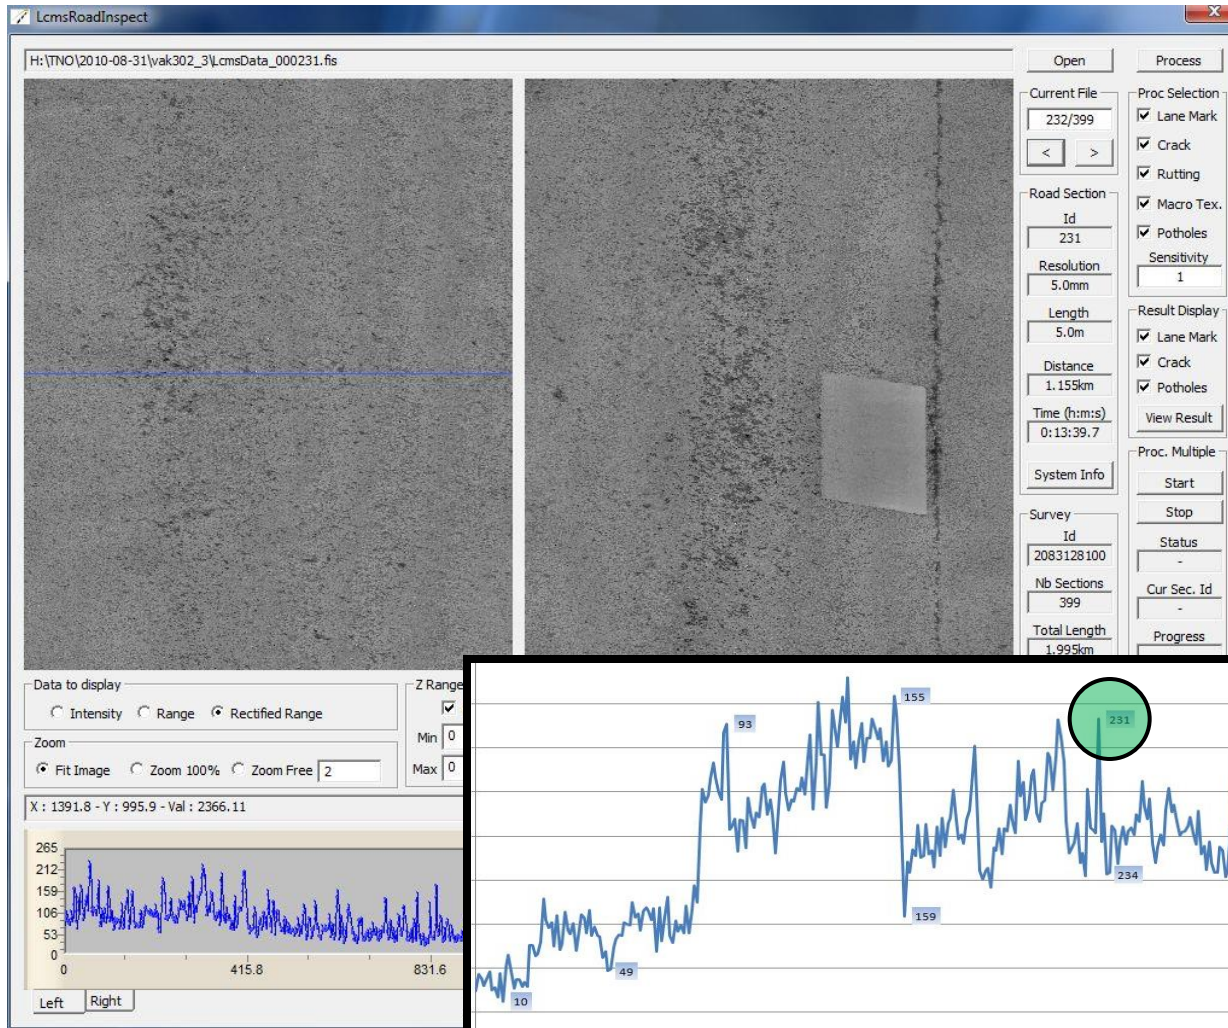 LcmsRoadInspect
H:\TNO\2010-08-31\vak302_3\LcmsData_000231.fis
Open
Process
Current File
232/399
<
>
Road Section
Id
231
Resolution
5.0mm
Length
5.0m
Distance
1.155km
Time (h:m:s)
0:13:39.7
System Info
Survey
Id
2083128100
Nb Sections
399
Total Length
1.995km
Proc Selection
Lane Mark
Crack
Rutting
Macro Tex.
Potholes
Sensitivity
1
Result Display
Lane Mark
Crack
Potholes
View Result
Proc. Multiple
Start
Stop
Status
-
Cur Sec. Id
-
Progress
Data to display
Intensity
Range
Rectified Range
Zoom
Fit Image
Zoom 100%
Zoom Free
2
Z Range
Min 0
Max 0
X : 1391.8 - Y : 995.9 - Val : 2366.11
265
212
159
106
53
0
0
415.8
831.6
Left
Right
10
49
93
155
159
231
234